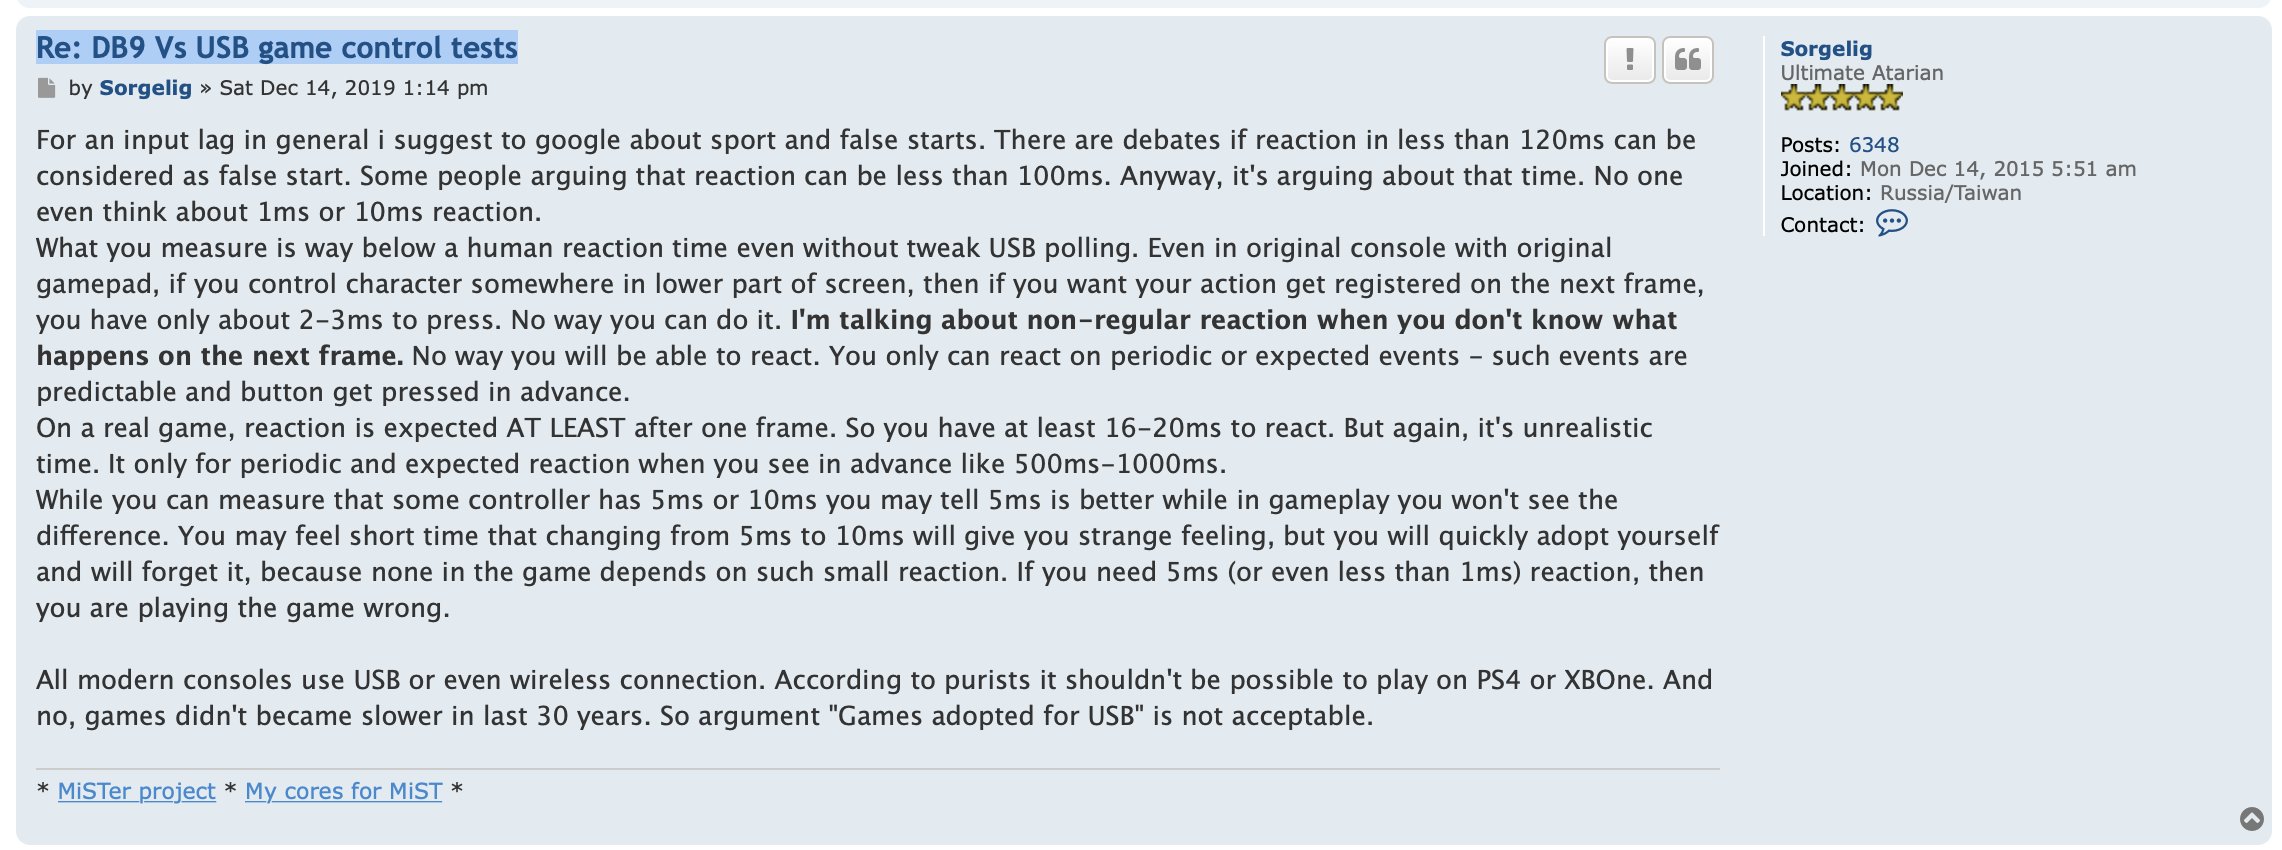 Re: DB9 Vs USB game control tests
by Sorgelig » Sat Dec 14, 2019 1:14 pm
For an input lag in general i suggest to google about sport and false starts. There are debates if reaction in less than 120ms can be
considered as false start. Some people arguing that reaction can be less than 100ms. Anyway, it's arguing about that time. No one
even think about 1ms or 10ms reaction.
What you measure is way below a human reaction time even without tweak USB polling. Even in original console with original
gamepad, if you control character somewhere in lower part of screen, then if you want your action get registered on the next frame,
you have only about 2-3ms to press. No way you can do it. I'm talking about non-regular reaction when you don't know what
happens on the next frame. No way you will be able to react. You only can react on periodic or expected events - such events are
predictable and button get pressed in advance.
On a real game, reaction is expected AT LEAST after one frame. So you have at least 16-20ms to react. But again, it's unrealistic
time. It only for periodic and expected reaction when you see in advance like 500ms-1000ms.
While you can measure that some controller has 5ms or 10ms you may tell 5ms is better while in gameplay you won't see the
difference. You may feel short time that changing from 5ms to 10ms will give you strange feeling, but you will quickly adopt yourself
and will forget it, because none in the game depends on such small reaction. If you need 5ms (or even less than 1ms) reaction, then
you are playing the game wrong.
All modern consoles use USB or even wireless connection. According to purists it shouldn't be possible to play on PS4 or XBOne. And
no, games didn't became slower in last 30 years. So argument "Games adopted for USB" is not acceptable.
* MiSTer project * My cores for MiST *
Sorgelig
Ultimate Atarian
Posts: 6348
Joined: Mon Dec 14, 2015 5:51 am
Location: Russia/Taiwan
Contact: